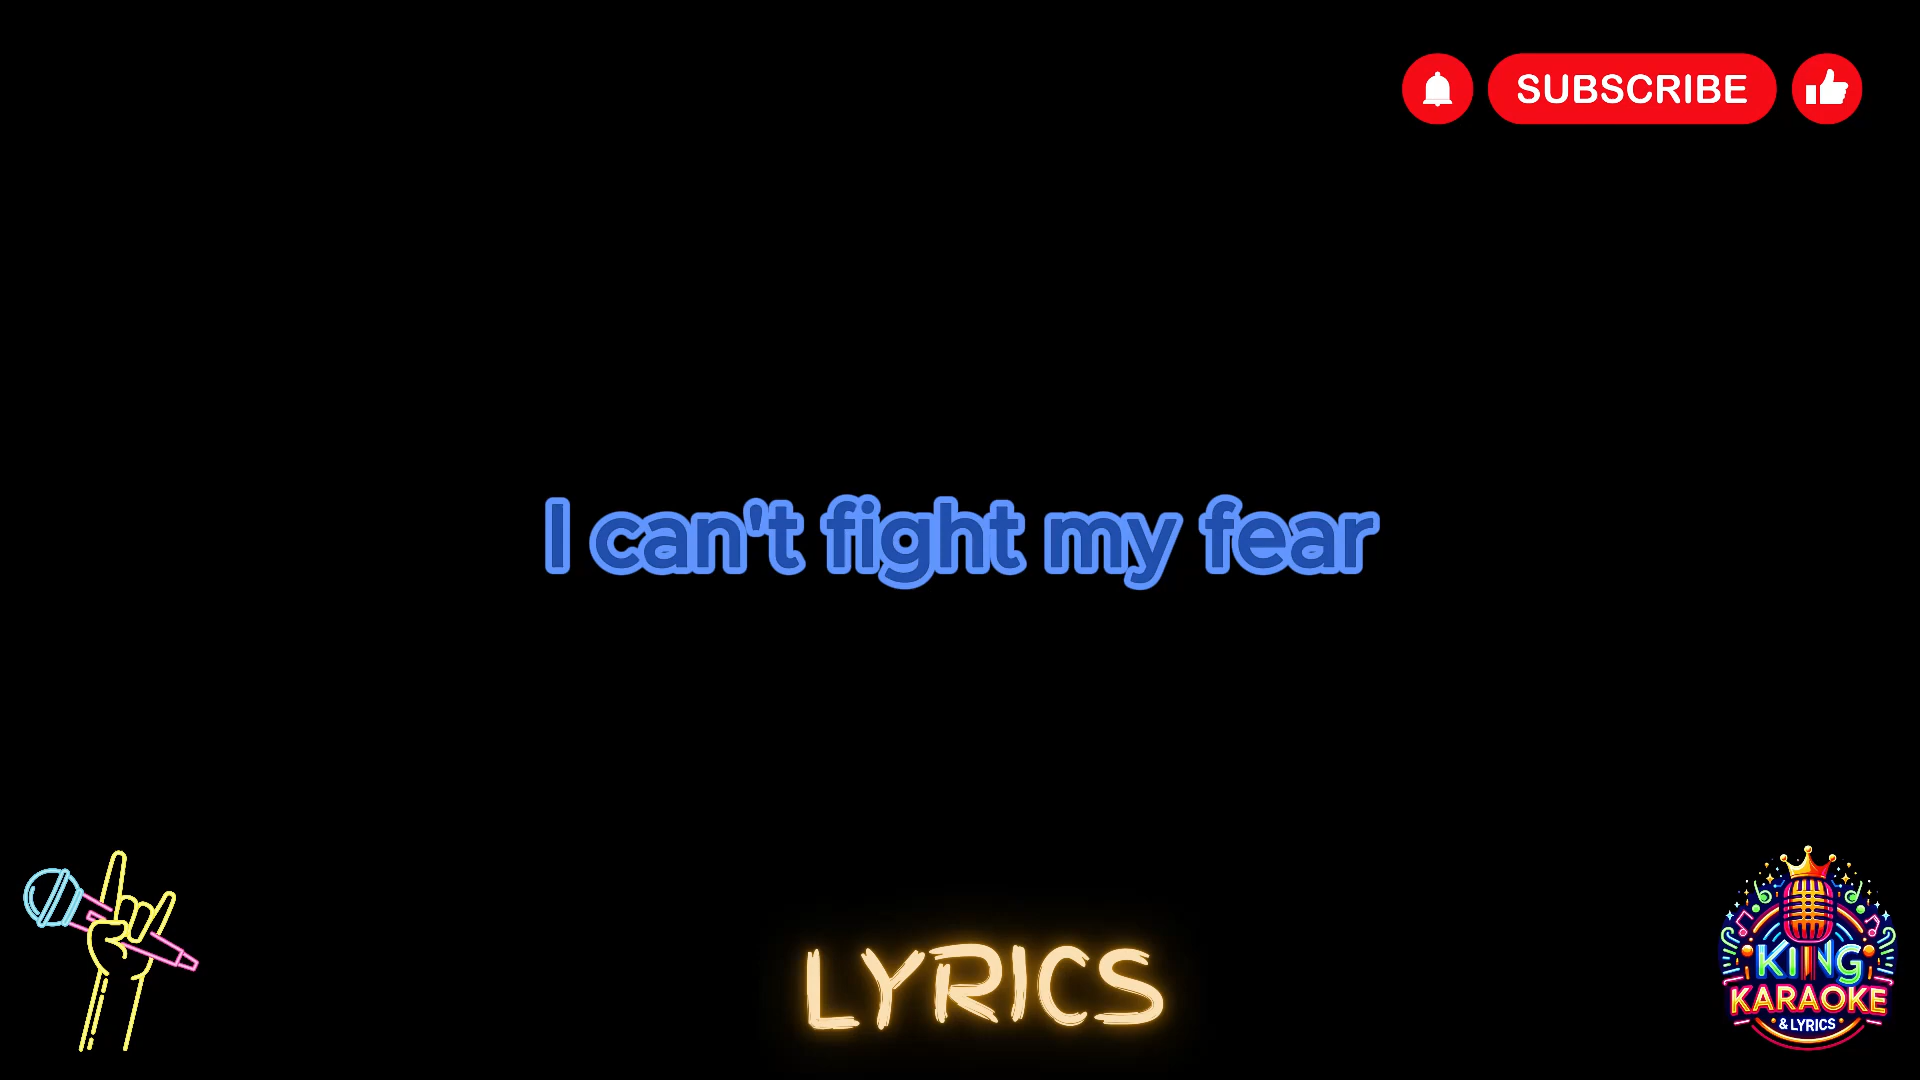 SUBSCRIBE
I can't fight my fear
LYRICS
KING
KARAOKE
& LYRICS